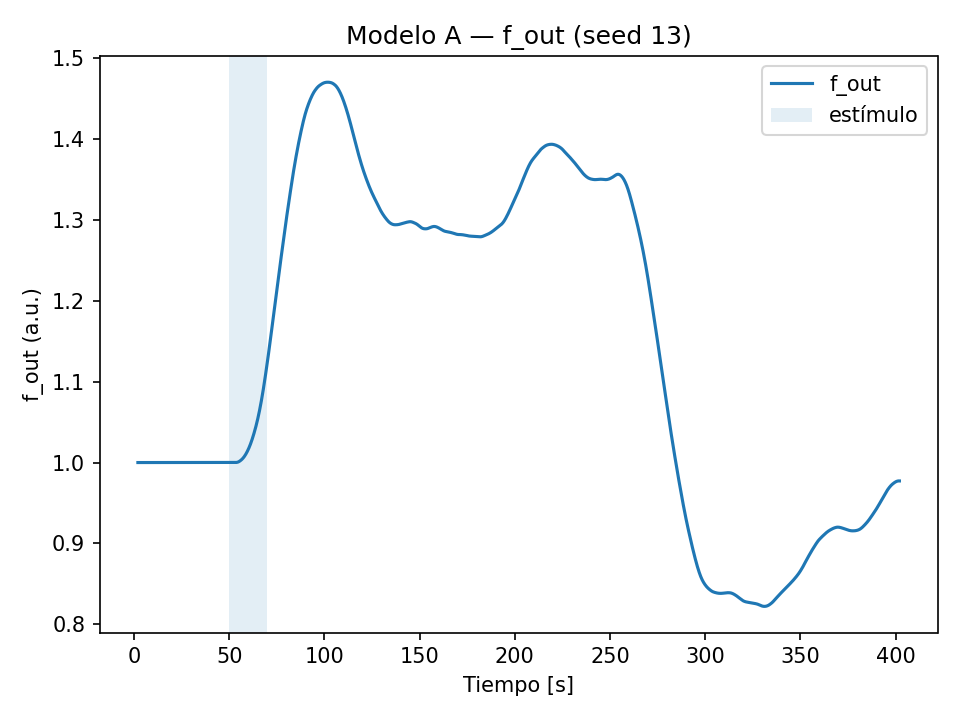 Modelo A — f_out (seed 13)
f_out
estímulo
f_out (a.u.)
1.5
1.4
1.3
1.2
1.1
1.0
0.9
0.8
0 50 100 150 200 250 300 350 400
Tiempo [s]